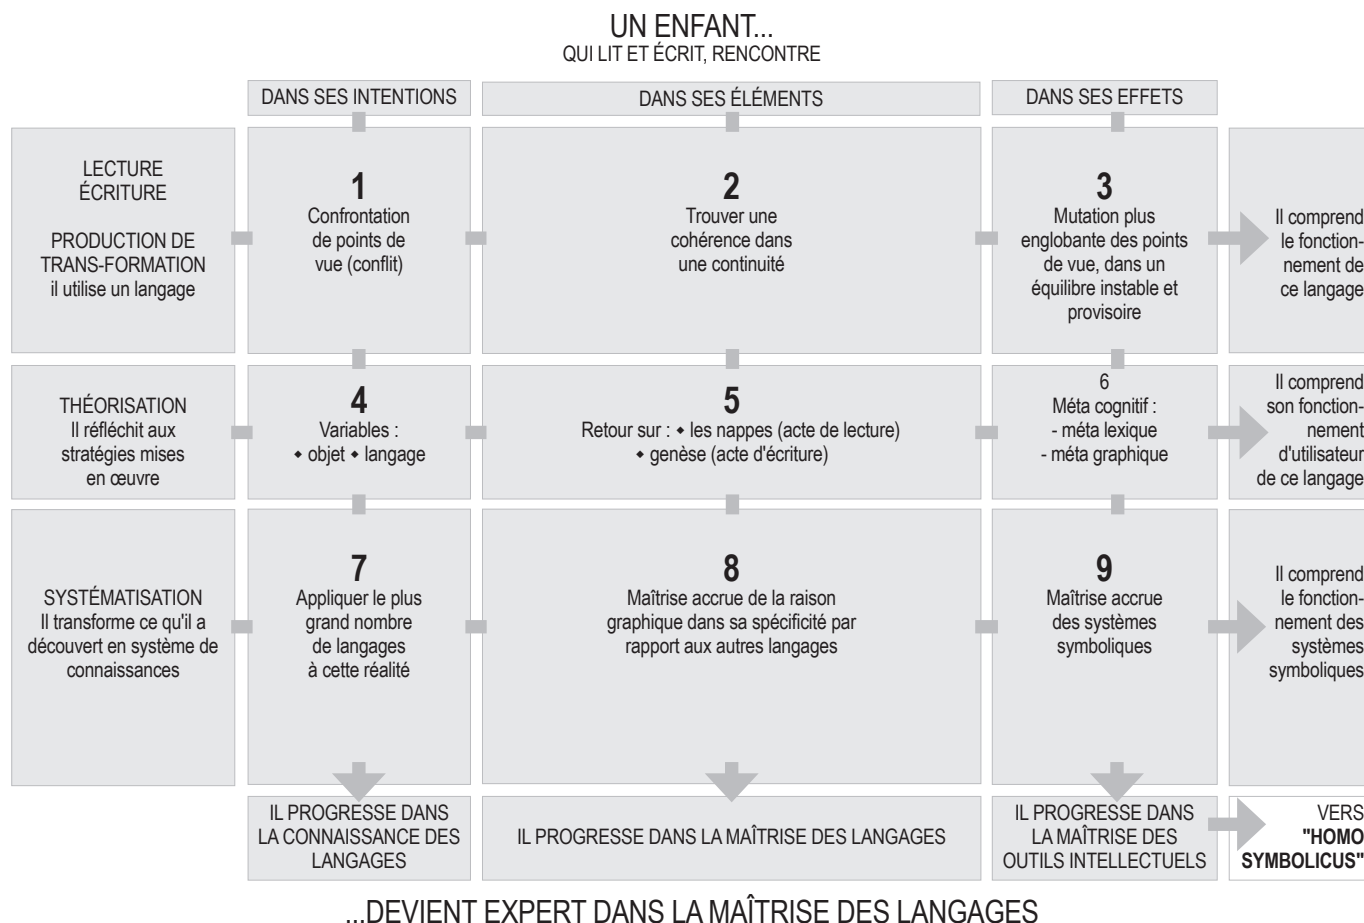 UN ENFANT...
QUI LIT ET ÉCRIT, RENCONTRE
DANS SES INTENTIONS
DANS SES ÉLÉMENTS
DANS SES EFFETS
LECTURE
ÉCRITURE
PRODUCTION DE
TRANS-FORMATION
il utilise un langage
1
Confrontation
de points de
vue (conflit)
2
Trouver une
cohérence dans
une continuité
3
Mutation plus
englobante des points
de vue, dans un
équilibre instable et
provisoire
Il comprend
le fonction-
nement de
ce langage
THÉORISATION
Il réfléchit aux
stratégies mises
en œuvre
4
Variables :
◆ objet ◆ langage
5
Retour sur : ◆ les nappes (acte de lecture)
◆ genèse (acte d'écriture)
6
Méta cognitif :
- méta lexique
- méta graphique
Il comprend
son fonction-
nement
d'utilisateur
de ce langage
SYSTÉMATISATION
Il transforme ce qu'il a
découvert en système de
connaissances
7
Appliquer le plus
grand nombre
de langages
à cette réalité
8
Maîtrise accrue de la raison
graphique dans sa spécificité par
rapport aux autres langages
9
Maîtrise accrue
des systèmes
symboliques
Il comprend
le fonction-
nement des
systèmes
symboliques
IL PROGRESSE DANS
LA CONNAISSANCE DES
LANGAGES
IL PROGRESSE DANS LA MAÎTRISE DES LANGAGES
IL PROGRESSE DANS
LA MAÎTRISE DES
OUTILS INTELLECTUELS
VERS
"HOMO
SYMBOLICUS"
...DEVIENT EXPERT DANS LA MAÎTRISE DES LANGAGES